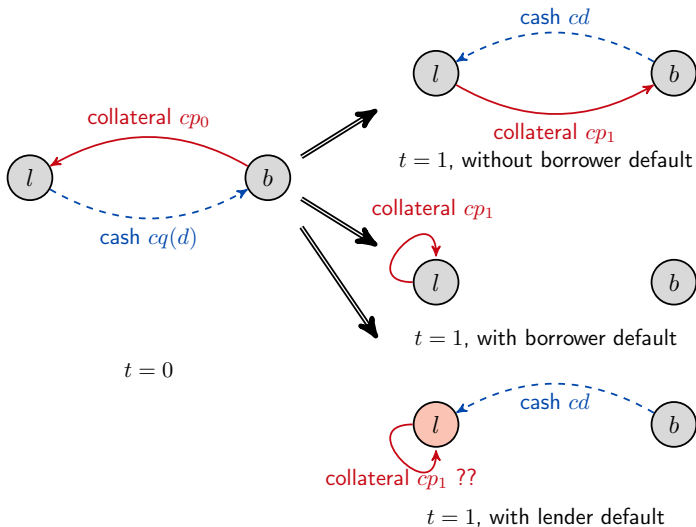 cash cd
l
b
collateral cp₁
t = 1, without borrower default
collateral cp₀
l
b
cash cq(d)
t = 0
collateral cp₁
l
b
t = 1, with borrower default
cash cd
l
b
collateral cp₁ ??
t = 1, with lender default